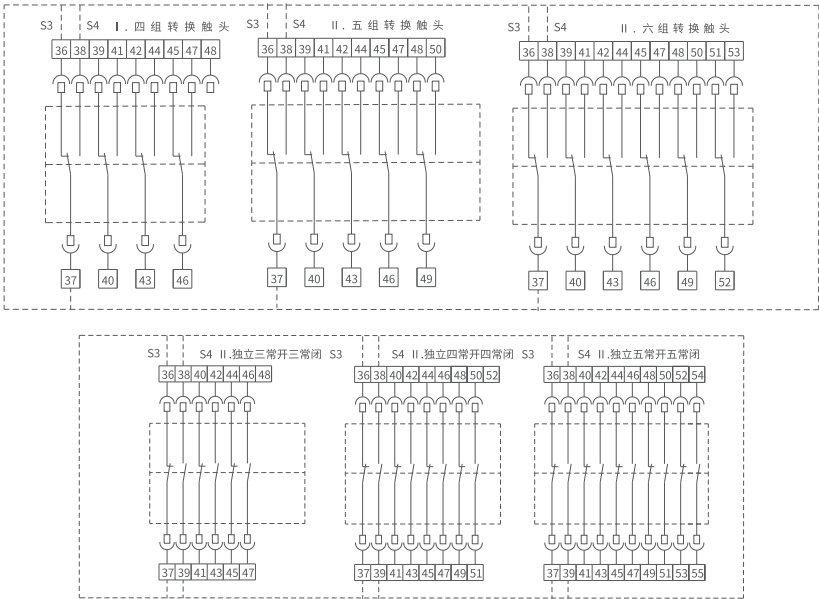 S3 S4 I.四组转换触头
36 38 39 41 42 44 45 47 48
37 40 43 46
S3 S4 II.五组转换触头
36 38 39 41 42 44 45 47 48 50
37 40 43 46 49
S3 S4 II.六组转换触头
36 38 39 41 42 44 45 47 48 50 51 53
37 40 43 46 49 52
S3 S4 II.独立三常开三常闭
36 38 40 42 44 46 48
37 39 41 43 45 47
S3 S4 II.独立四常开四常闭
36 38 40 42 44 46 48 50 52
37 39 41 43 45 47 49 51
S3 S4 II.独立五常开五常闭
36 38 40 42 44 46 48 50 52 54
37 39 41 43 45 47 49 51 53 55